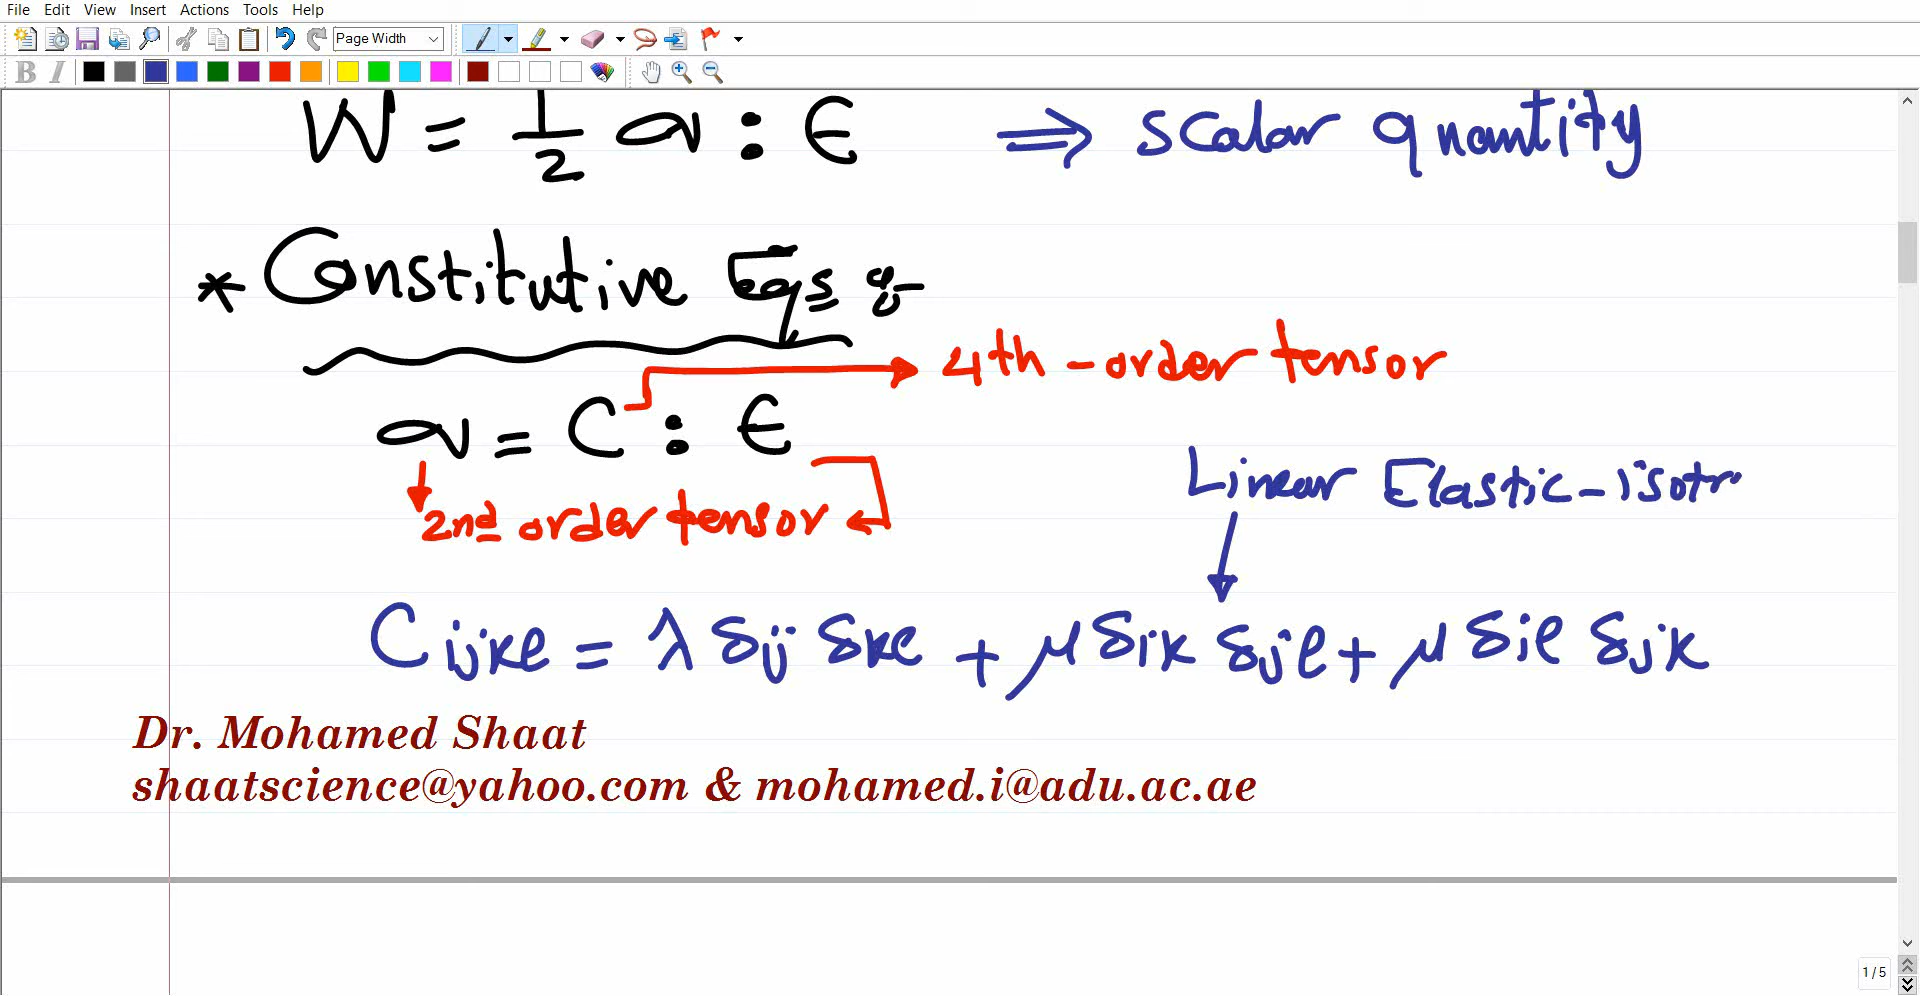 File Edit View Insert Actions Tools Help
Page Width
B I
W = 1/2 σ : ϵ ⇒ scalar quantity
* Constitutive Eqs :-
4th-order tensor
σ = C : ϵ
Linear Elastic-isotr
2nd order tensor
Cijkl = λ δij δkl + μ δik δjl + μ δil δjk
Dr. Mohamed Shaat
shaatscience@yahoo.com & mohamed.i@adu.ac.ae
1/5